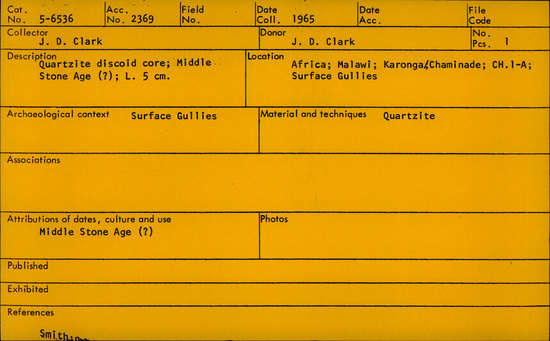 Cat. Acc. Field Date Date File
No. 5-6536 No. 2369 No. Coll. 1965 Acc. Code
Collector Donor No.
J. D. Clark J. D. Clark Pcs. 1
Description Location
Quartzite discoid core; Middle Africa; Malawi; Karonga/Chaminade; CH.1-A;
Stone Age (?); L. 5 cm. Surface Gullies
Archaeological context Surface Gullies Material and techniques Quartzite
Associations
Attributions of dates, culture and use Photos
Middle Stone Age (?)
Published
Exhibited
References